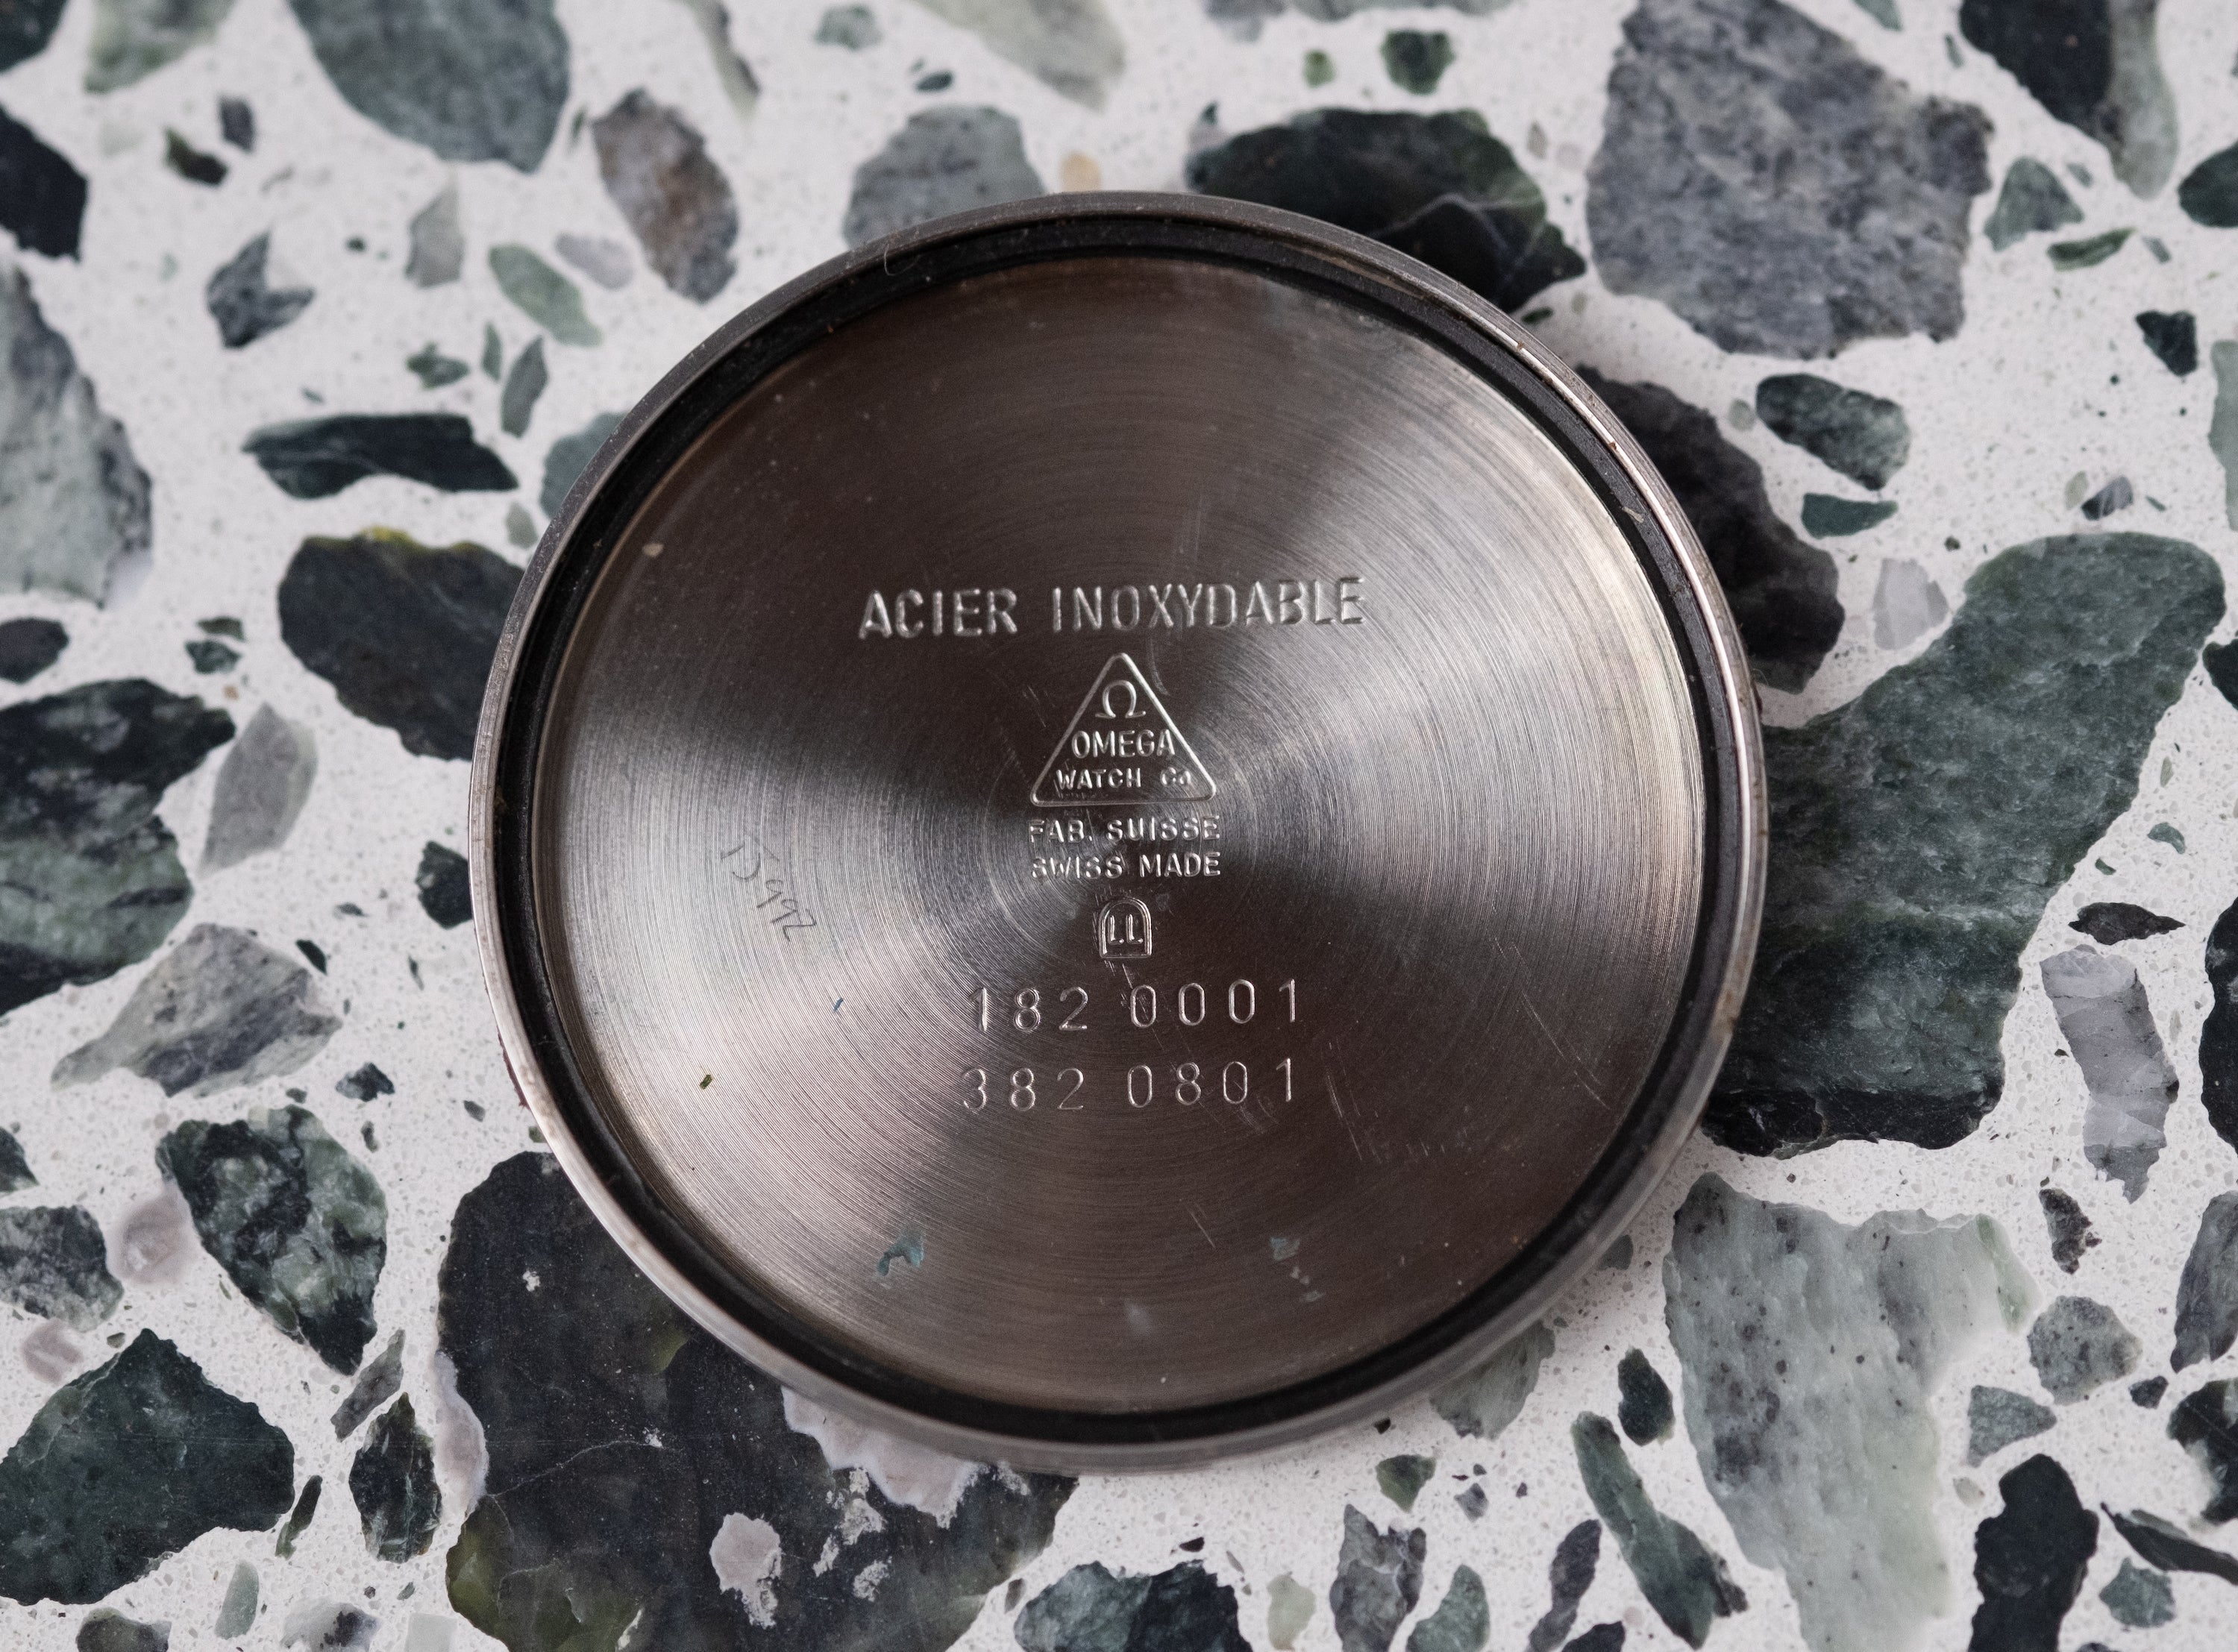 ACIER INOXYDABLE
Ω
OMEGA
WATCH Co
FAB. SUISSE
SWISS MADE
182 0001
382 0801